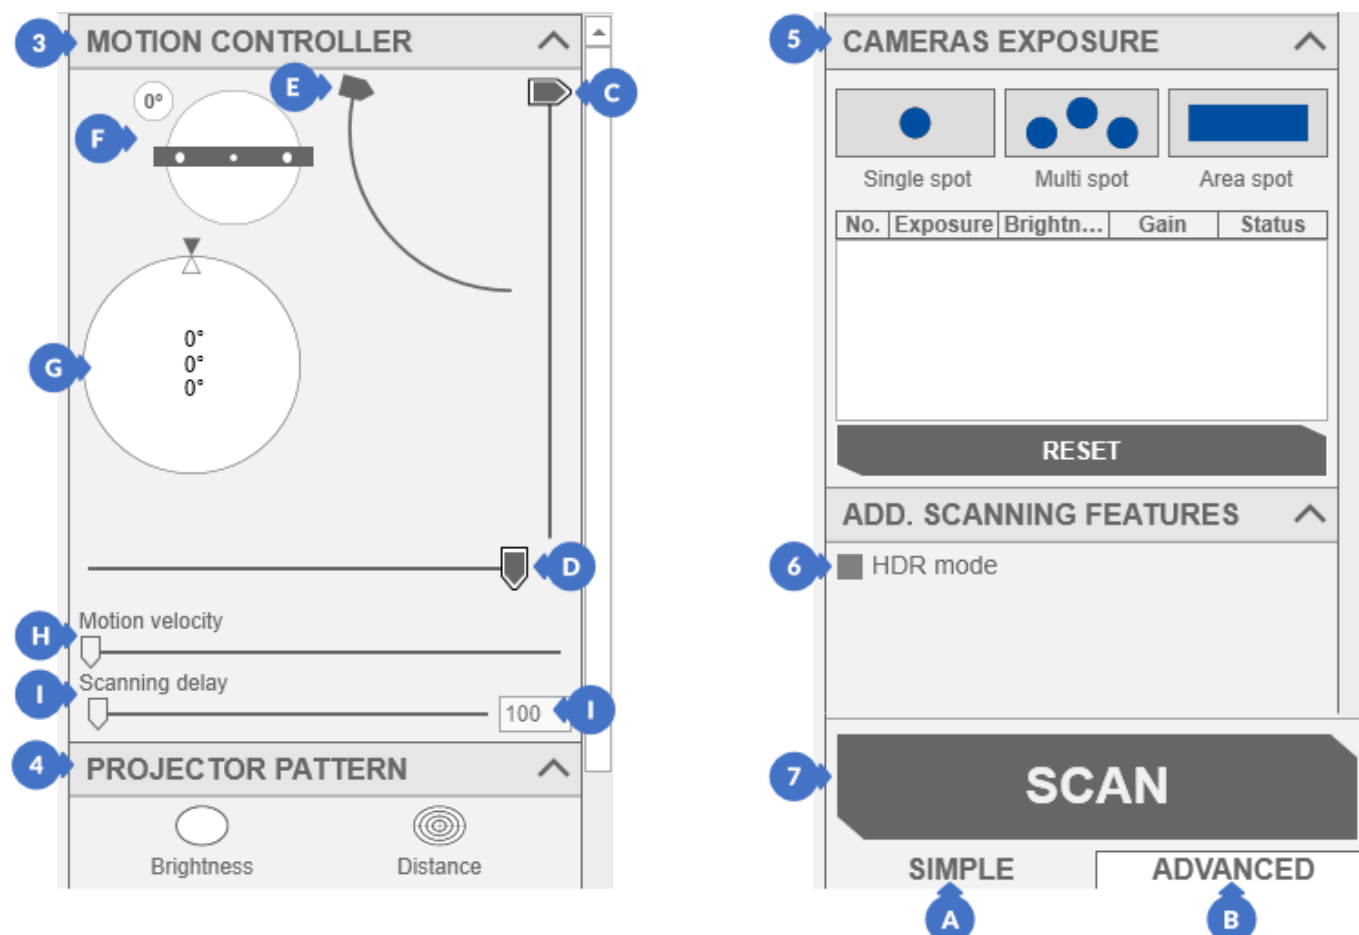 3 MOTION CONTROLLER
E
C
0°
F
G
0°
0°
0°
D
H Motion velocity
I Scanning delay
100 I
4 PROJECTOR PATTERN
Brightness Distance
5 CAMERAS EXPOSURE
Single spot Multi spot Area spot
No. Exposure Brightn... Gain Status
RESET
ADD. SCANNING FEATURES
6 HDR mode
7 SCAN
SIMPLE ADVANCED
A B